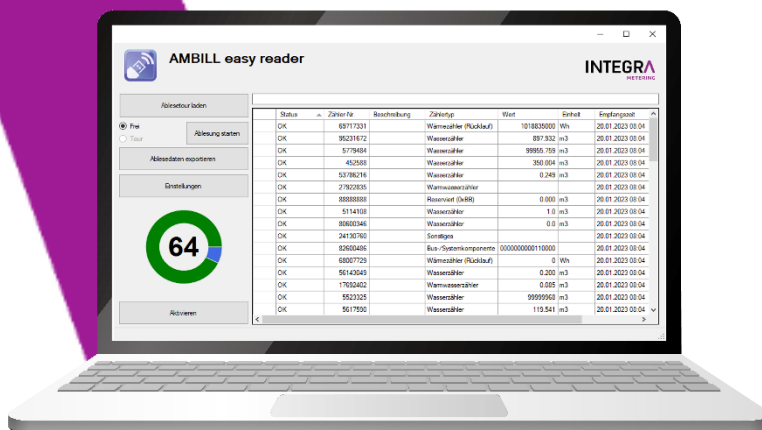 AMBILL easy reader
INTEGRA
METERING
Ablesetour laden
Frei
Tour
Ablesung starten
Ablesedaten exportieren
Einstellungen
64
Aktivieren
Status Zähler-Nr Beschreibung Zählertyp Wert Einheit Empfangszeit
OK 69717331 Wärmezähler (Rücklauf) 1018835000 Wh 20.01.2023 08:04
OK 95231672 Wasserzähler 897.932 m3 20.01.2023 08:04
OK 5779484 Wasserzähler 99955.759 m3 20.01.2023 08:04
OK 452588 Wasserzähler 350.004 m3 20.01.2023 08:04
OK 53786216 Wasserzähler 0.249 m3 20.01.2023 08:04
OK 27922835 Warmwasserzähler 20.01.2023 08:04
OK 88888888 Reserviert (0xBB) 0.000 m3 20.01.2023 08:04
OK 5114108 Wasserzähler 1.0 m3 20.01.2023 08:04
OK 80600346 Wasserzähler 0.0 m3 20.01.2023 08:04
OK 24130760 Sonstiges 20.01.2023 08:04
OK 82600486 Bus-/Systemkomponente 0000000000110000 20.01.2023 08:04
OK 68007729 Wärmezähler (Rücklauf) 0 Wh 20.01.2023 08:04
OK 56143049 Wasserzähler 0.200 m3 20.01.2023 08:04
OK 17692402 Warmwasserzähler 0.085 m3 20.01.2023 08:04
OK 5523325 Wasserzähler 99999968 m3 20.01.2023 08:04
OK 5617590 Wasserzähler 119.541 m3 20.01.2023 08:04